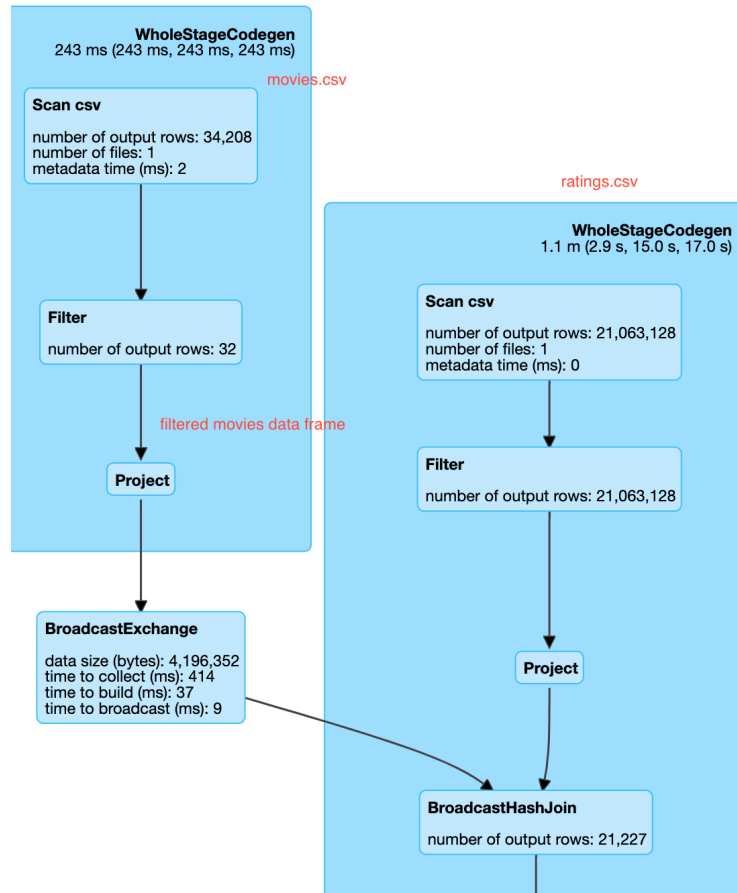 WholeStageCodegen
243 ms (243 ms, 243 ms, 243 ms)
movies.csv
Scan csv
number of output rows: 34,208
number of files: 1
metadata time (ms): 2
Filter
number of output rows: 32
filtered movies data frame
Project
BroadcastExchange
data size (bytes): 4,196,352
time to collect (ms): 414
time to build (ms): 37
time to broadcast (ms): 9
ratings.csv
WholeStageCodegen
1.1 m (2.9 s, 15.0 s, 17.0 s)
Scan csv
number of output rows: 21,063,128
number of files: 1
metadata time (ms): 0
Filter
number of output rows: 21,063,128
Project
BroadcastHashJoin
number of output rows: 21,227